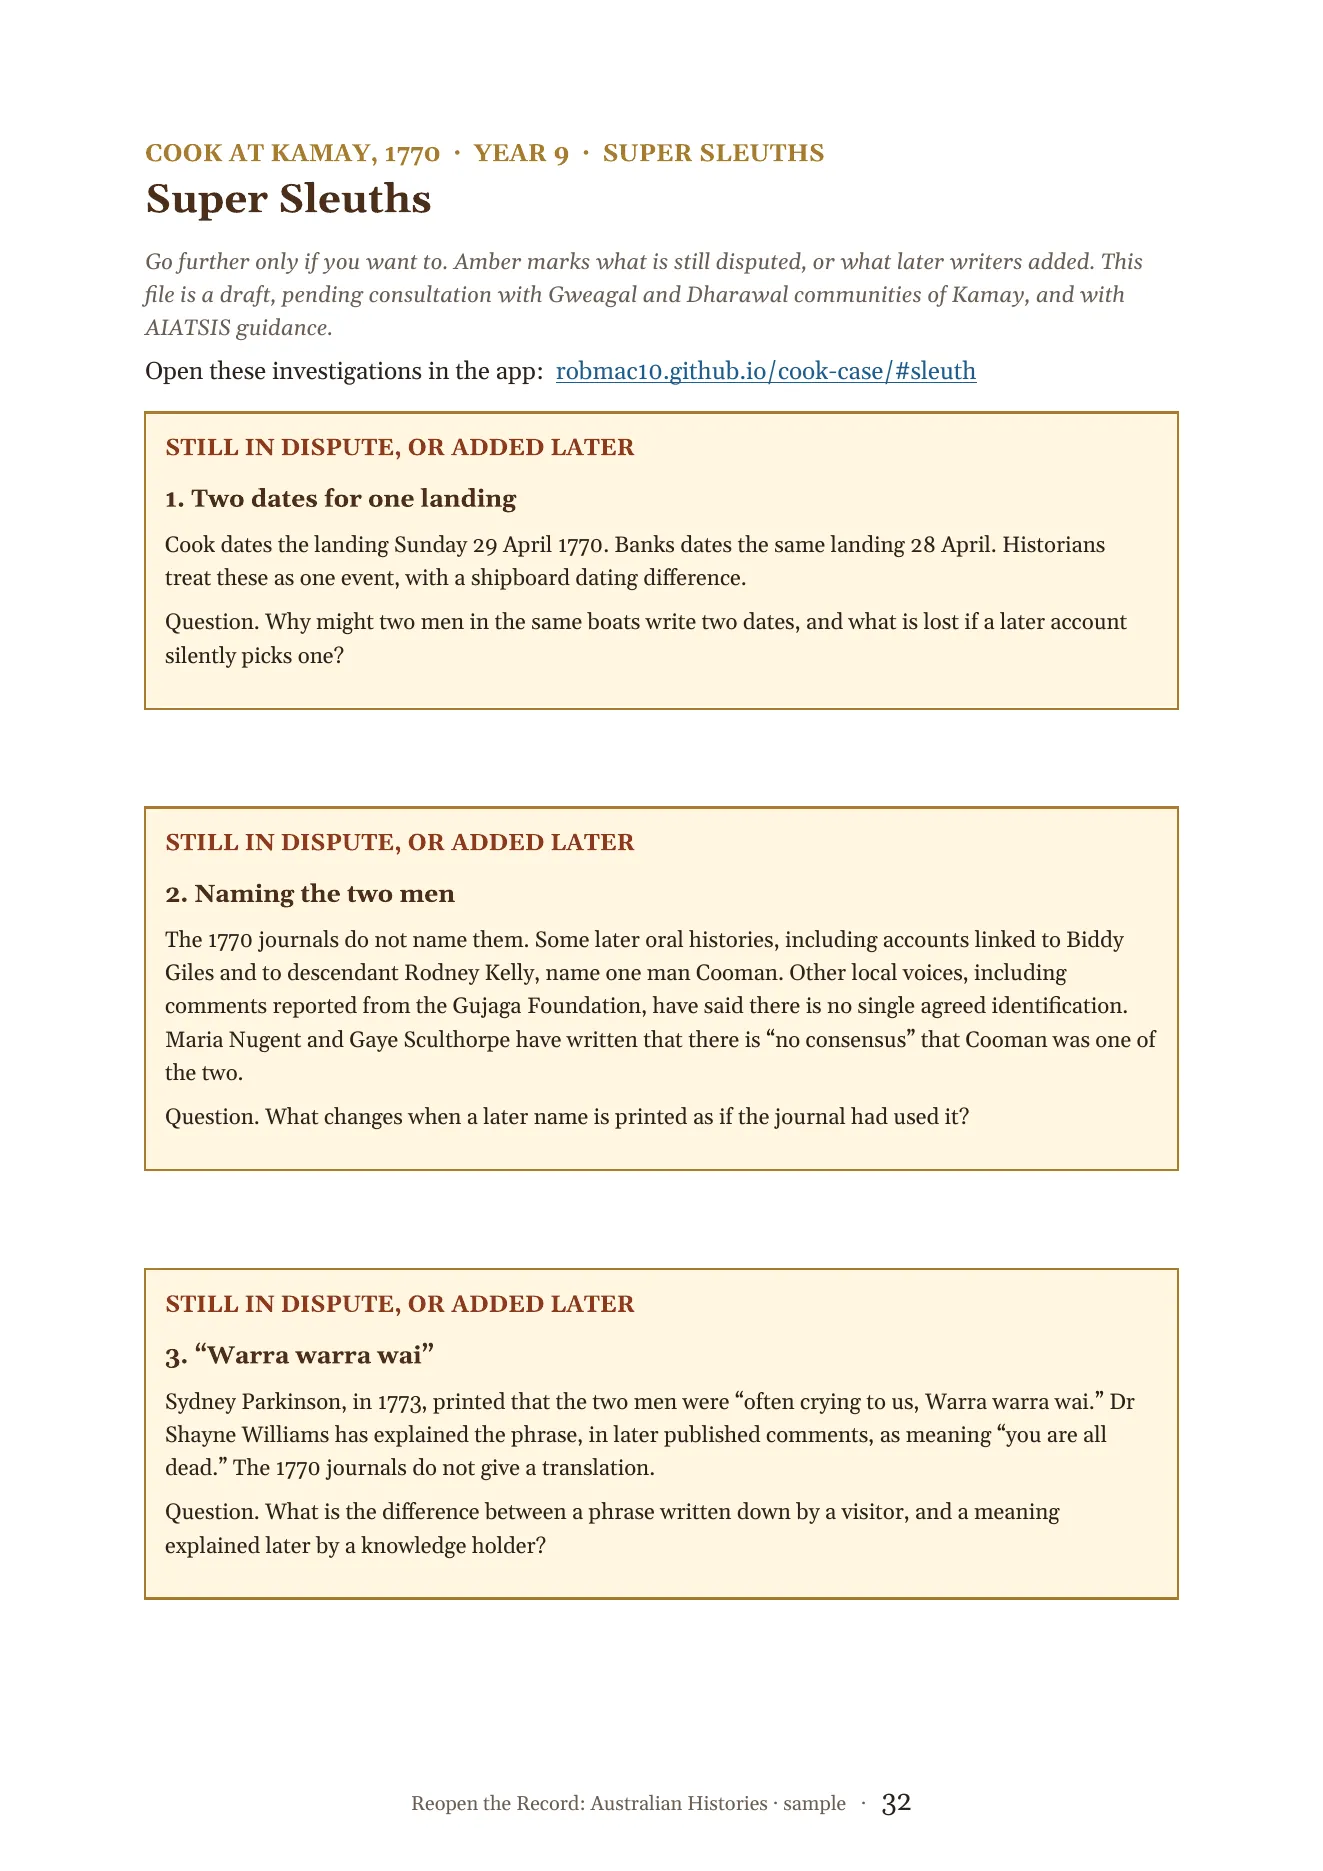 COOK AT KAMAY, 1770 · YEAR 9 · SUPER SLEUTHS
Super Sleuths
Go further only if you want to. Amber marks what is still disputed, or what later writers added. This
file is a draft, pending consultation with Gweagal and Dharawal communities of Kamay, and with
AIATSIS guidance.
Open these investigations in the app: robmac10.github.io/cook-case/#sleuth
STILL IN DISPUTE, OR ADDED LATER
1. Two dates for one landing
Cook dates the landing Sunday 29 April 1770. Banks dates the same landing 28 April. Historians
treat these as one event, with a shipboard dating difference.
Question. Why might two men in the same boats write two dates, and what is lost if a later account
silently picks one?
STILL IN DISPUTE, OR ADDED LATER
2. Naming the two men
The 1770 journals do not name them. Some later oral histories, including accounts linked to Biddy
Giles and to descendant Rodney Kelly, name one man Cooman. Other local voices, including
comments reported from the Gujaga Foundation, have said there is no single agreed identification.
Maria Nugent and Gaye Sculthorpe have written that there is “no consensus” that Cooman was one of
the two.
Question. What changes when a later name is printed as if the journal had used it?
STILL IN DISPUTE, OR ADDED LATER
3. “Warra warra wai”
Sydney Parkinson, in 1773, printed that the two men were “often crying to us, Warra warra wai.” Dr
Shayne Williams has explained the phrase, in later published comments, as meaning “you are all
dead.” The 1770 journals do not give a translation.
Question. What is the difference between a phrase written down by a visitor, and a meaning
explained later by a knowledge holder?
Reopen the Record: Australian Histories · sample · 32